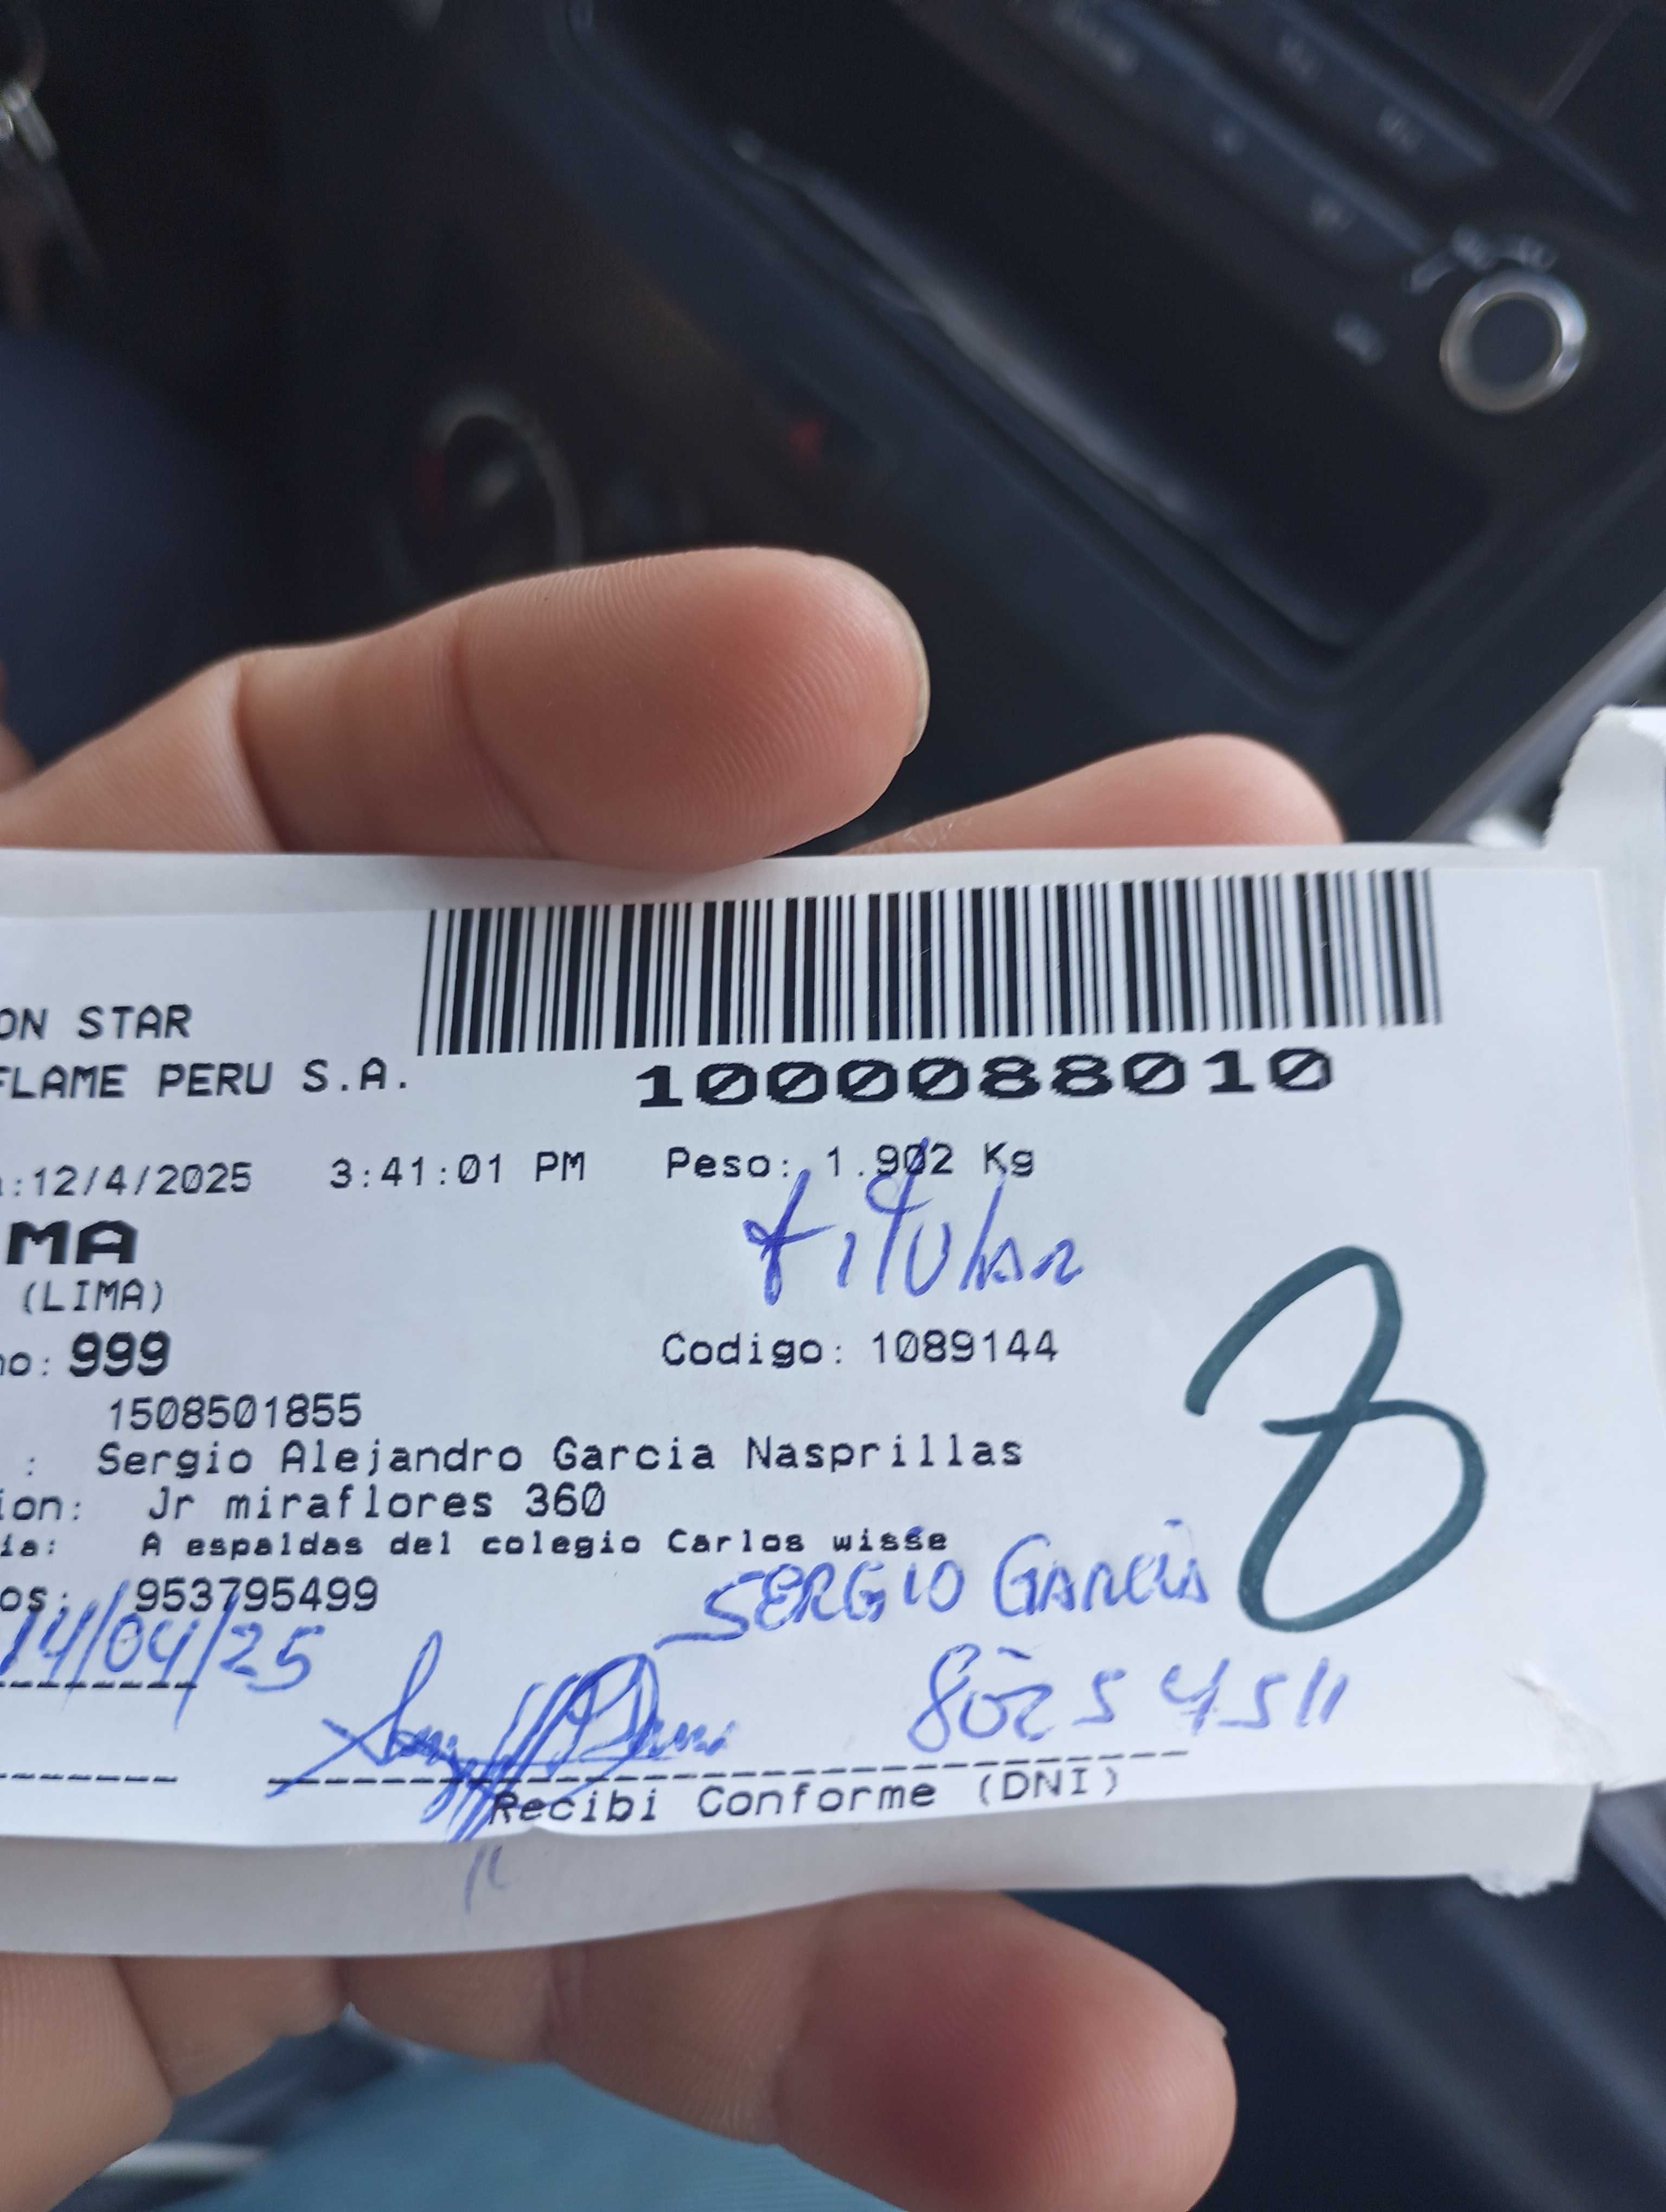 ON STAR
FLAME PERU S.A.
1000088010
a:12/4/2025 3:41:01 PM Peso: 1.902 Kg
MA
titular
(LIMA)
no: 999 Codigo: 1089144
1508501855
: Sergio Alejandro Garcia Nasprillas
ion: Jr miraflores 360
ia: A espaldas del colegio Carlos wisse
os: 953795499
SERGIO GARCIA
14/04/25
80254511
Recibi Conforme (DNI)